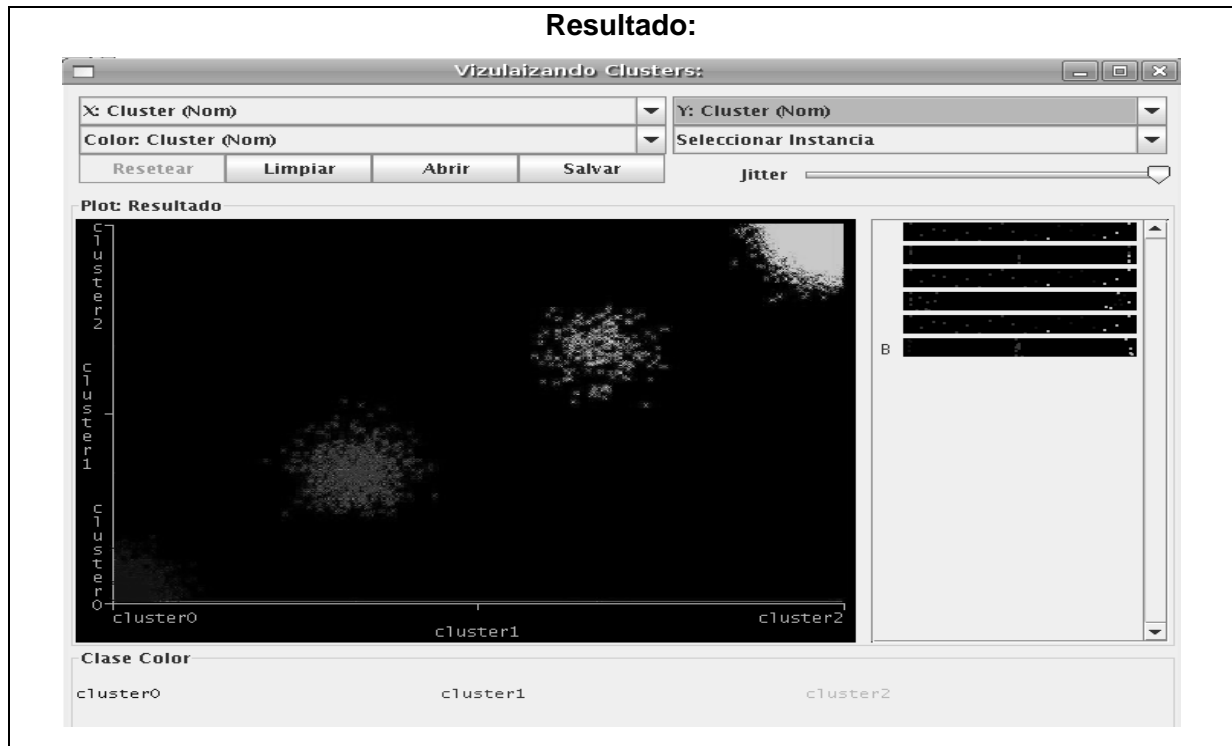 Resultado:
Vizulaizando Clusters:
X: Cluster (Nom)
Y: Cluster (Nom)
Color: Cluster (Nom)
Seleccionar Instancia
Resetear
Limpiar
Abrir
Salvar
Jitter
Plot: Resultado
cluster2
cluster1
cluster0
cluster0
cluster1
cluster2
B
Clase Color
cluster0
cluster1
cluster2